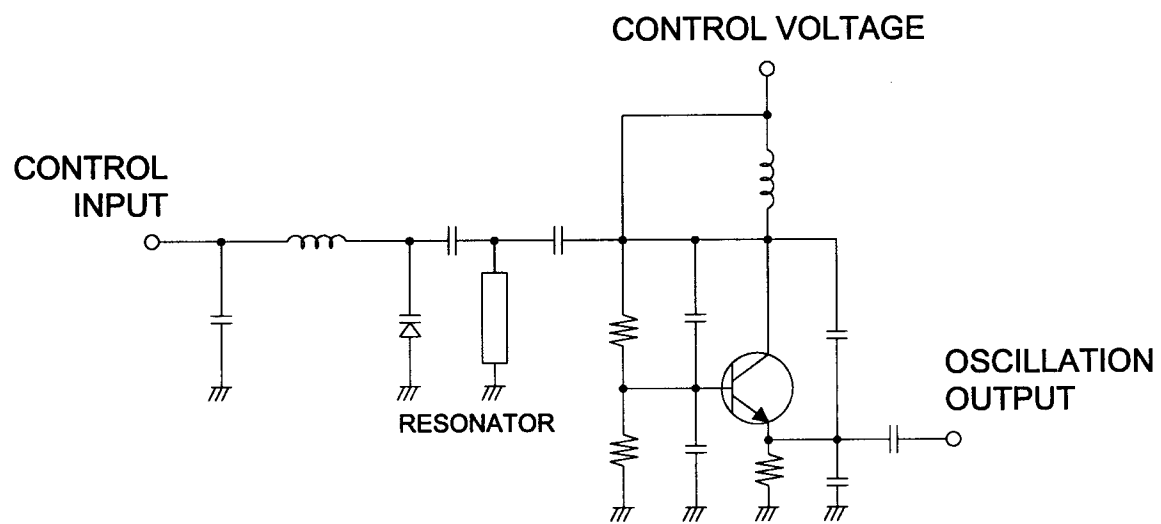 CONTROL VOLTAGE
CONTROL
INPUT
RESONATOR
OSCILLATION
OUTPUT